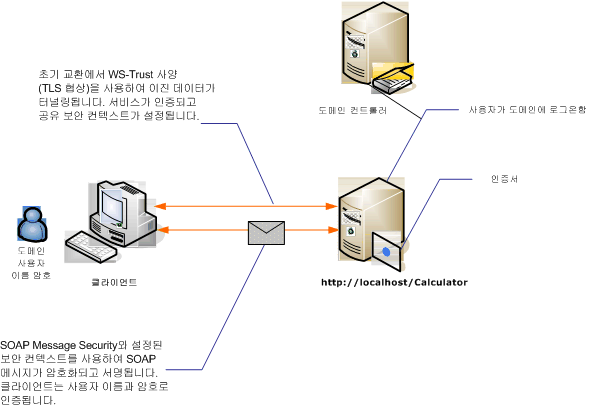 초기 교환에서 WS-Trust 사양
(TLS 협상)을 사용하여 이진 데이터가
터널링됩니다. 서비스가 인증되고
공유 보안 컨텍스트가 설정됩니다.
도메인 컨트롤러
사용자가 도메인에 로그온함
인증서
도메인
사용자
이름 암호
클라이언트
http://localhost/Calculator
SOAP Message Security와 설정된
보안 컨텍스트를 사용하여 SOAP
메시지가 암호화되고 서명됩니다.
클라이언트는 사용자 이름과 암호로
인증됩니다.